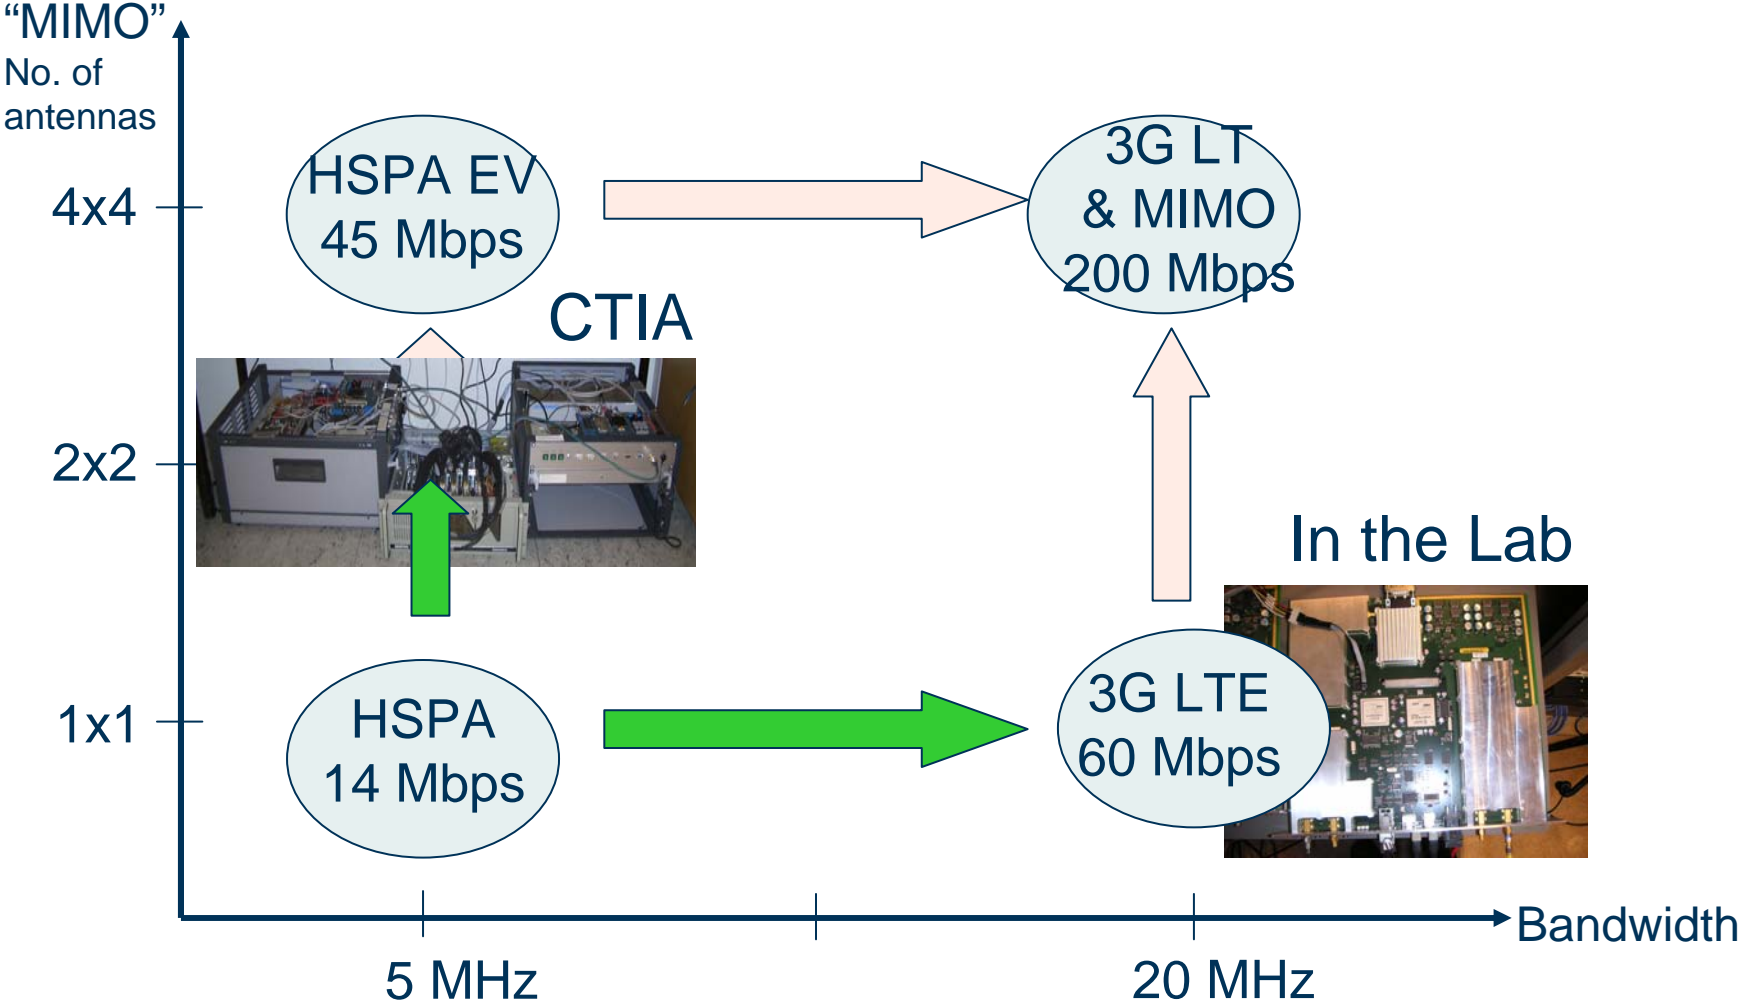 “MIMO”
No. of
antennas
4x4
2x2
1x1
HSPA EV
45 Mbps
3G LT
& MIMO
200 Mbps
CTIA
In the Lab
HSPA
14 Mbps
3G LTE
60 Mbps
Bandwidth
5 MHz
20 MHz